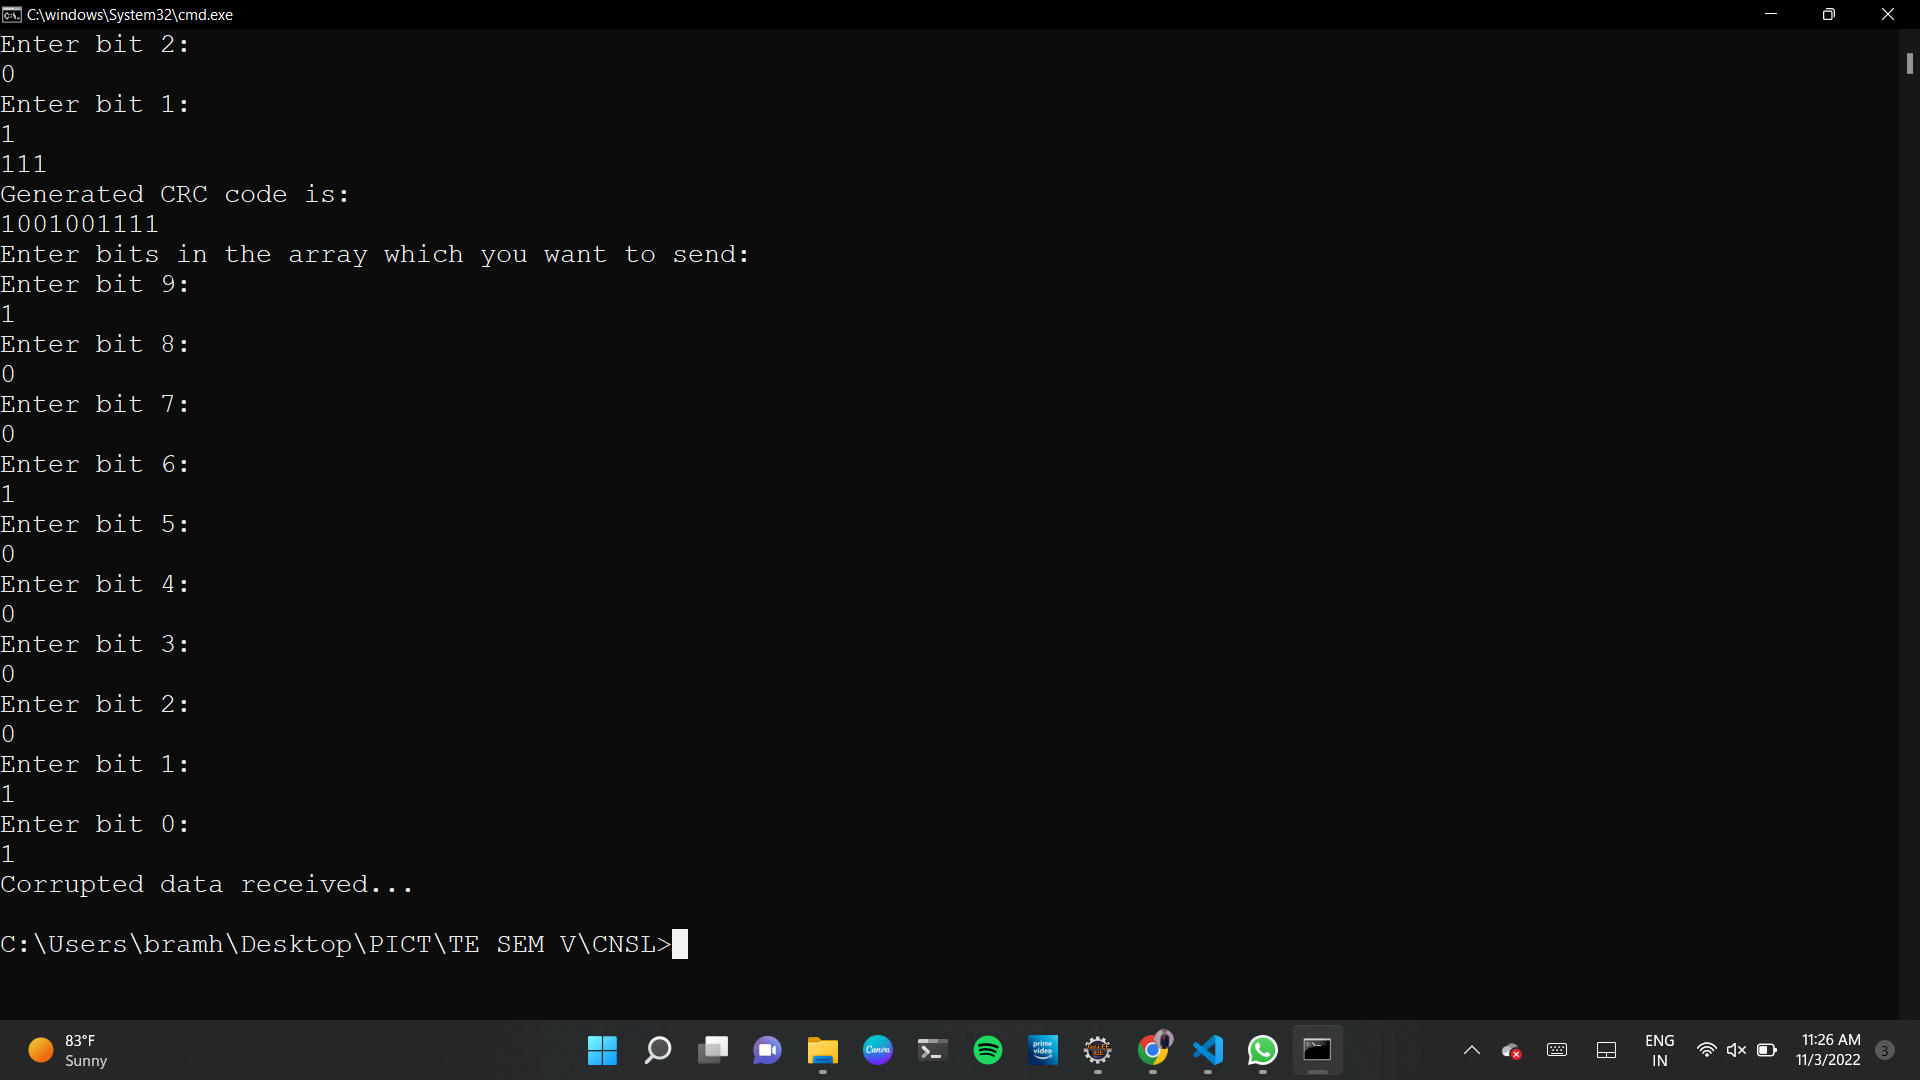 C:\windows\System32\cmd.exe
Enter bit 2:
0
Enter bit 1:
1
111
Generated CRC code is:
1001001111
Enter bits in the array which you want to send:
Enter bit 9:
1
Enter bit 8:
0
Enter bit 7:
0
Enter bit 6:
1
Enter bit 5:
0
Enter bit 4:
0
Enter bit 3:
0
Enter bit 2:
0
Enter bit 1:
1
Enter bit 0:
1
Corrupted data received...
C:\Users\bramh\Desktop\PICT\TE SEM V\CNSL>
83°F
Sunny
Canva
prime video
ENG
IN
11:26 AM
11/3/2022
3